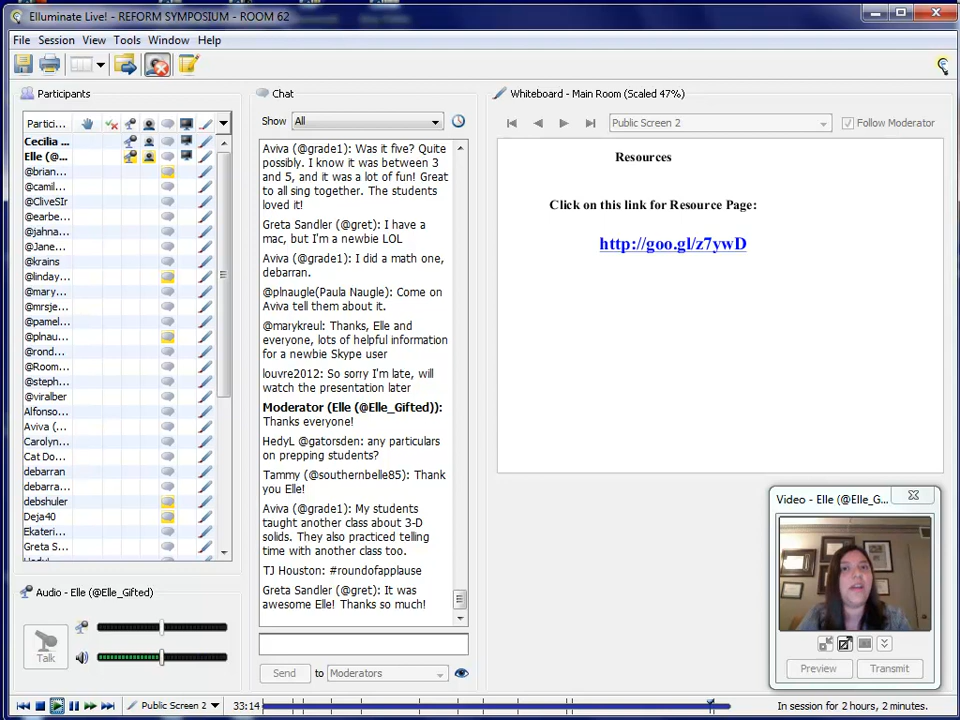 Elluminate Live! - REFORM SYMPOSIUM - ROOM 62
File Session View Tools Window Help
Participants
Partici...
Cecilia ...
Elle (@...
@brian...
@camil...
@CliveSIr
@earbe...
@jahna...
@Jane...
@krains
@linday...
@mary...
@mrsje...
@pamel...
@plnau...
@rond...
@Room...
@steph...
@viralber
Alfonso...
Aviva (...
Carolyn...
Cat Do...
debarran
debarra...
debshuler
Deja40
Ekateri...
Greta S...
Audio - Elle (@Elle_Gifted)
Talk
Chat
Show All
Aviva (@grade1): Was it five? Quite
possibly. I know it was between 3
and 5, and it was a lot of fun! Great
to all sing together. The students
loved it!
Greta Sandler (@gret): I have a
mac, but I'm a newbie LOL
Aviva (@grade1): I did a math one,
debarran.
@plnaugle(Paula Naugle): Come on
Aviva tell them about it.
@marykreul: Thanks, Elle and
everyone, lots of helpful information
for a newbie Skype user
louvre2012: So sorry I'm late, will
watch the presentation later
Moderator (Elle (@Elle_Gifted)):
Thanks everyone!
HedyL @gatorsden: any particulars
on prepping students?
Tammy (@southernbelle85): Thank
you Elle!
Aviva (@grade1): My students
taught another class about 3-D
solids. They also practiced telling
time with another class too.
TJ Houston: #roundofapplause
Greta Sandler (@gret): It was
awesome Elle! Thanks so much!
Send to Moderators
Whiteboard - Main Room (Scaled 47%)
Public Screen 2
Follow Moderator
Resources
Click on this link for Resource Page:
http://goo.gl/z7ywD
Video - Elle (@Elle_G...
Preview Transmit
Public Screen 2 33:14 In session for 2 hours, 2 minutes.